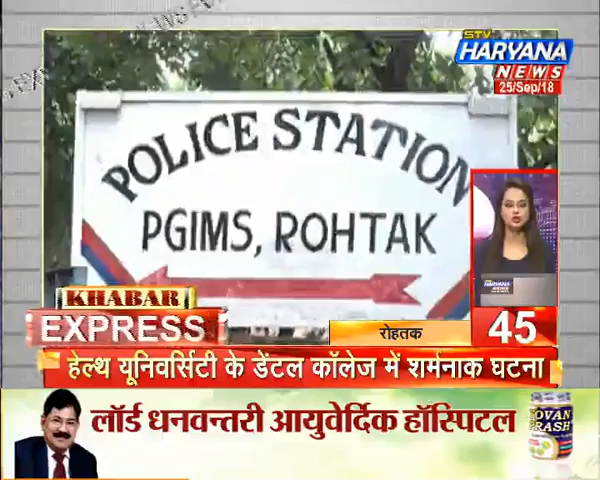 STV
HARYANA
NEWS
25/Sep/18
POLICE STATION
PGIMS, ROHTAK
HARYANA
KHABAR
EXPRESS
रोहतक
45
हेल्थ यूनिवर्सिटी के डेंटल कॉलेज में शर्मनाक घटना
लॉर्ड धनवन्तरी आयुर्वेदिक हॉस्पिटल